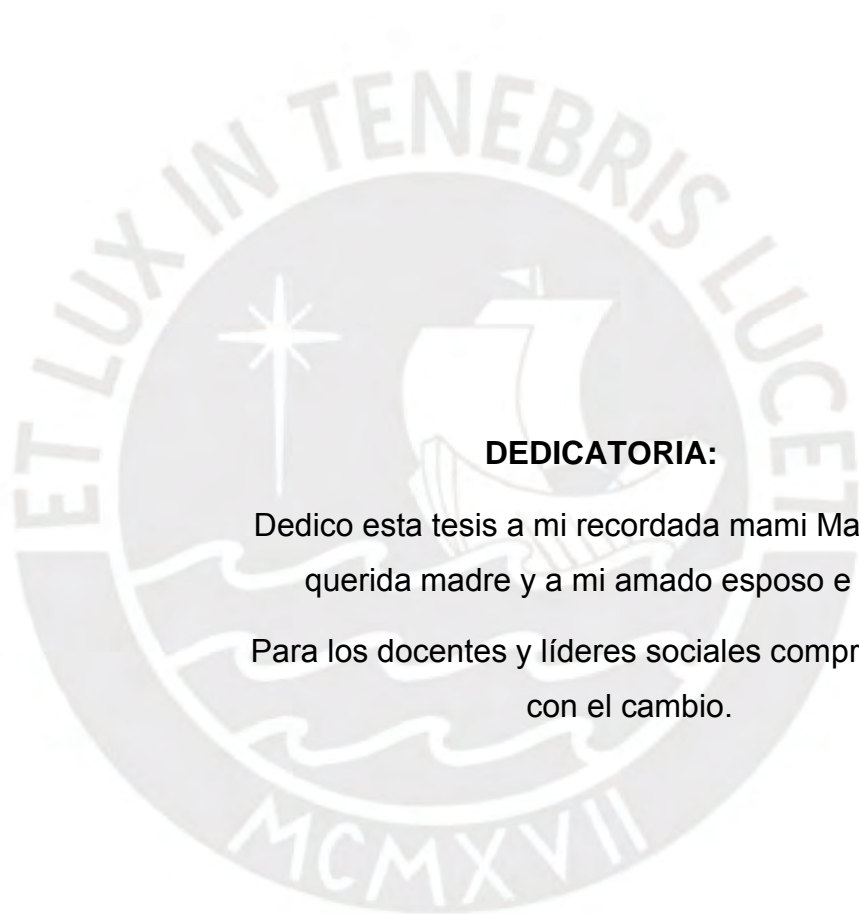 ET LUX IN TENEBRIS LUCET
MCMXVII
DEDICATORIA:
Dedico esta tesis a mi recordada mami
querida madre y a mi amado esposo e
Para los docentes y líderes sociales
con el cambio.